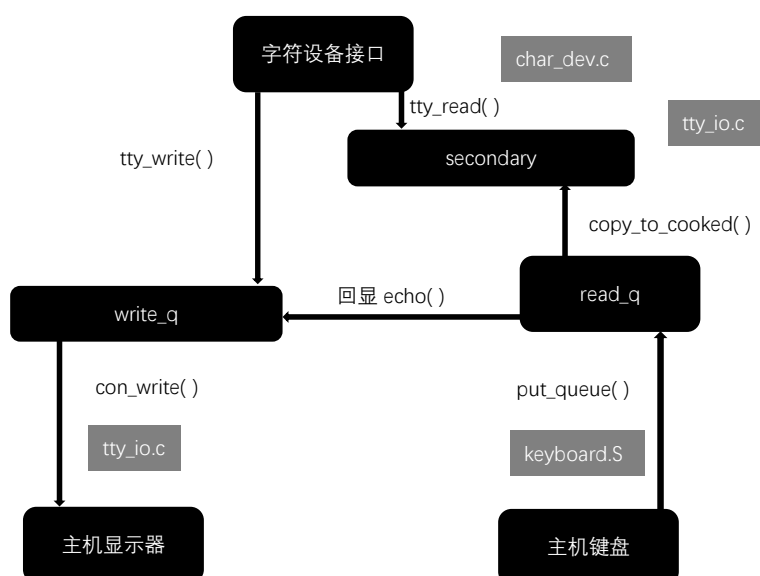 字符设备接口
char_dev.c
tty_read( )
tty_io.c
tty_write( )
secondary
copy_to_cooked( )
回显 echo( )
read_q
write_q
con_write( )
put_queue( )
tty_io.c
keyboard.S
主机显示器
主机键盘